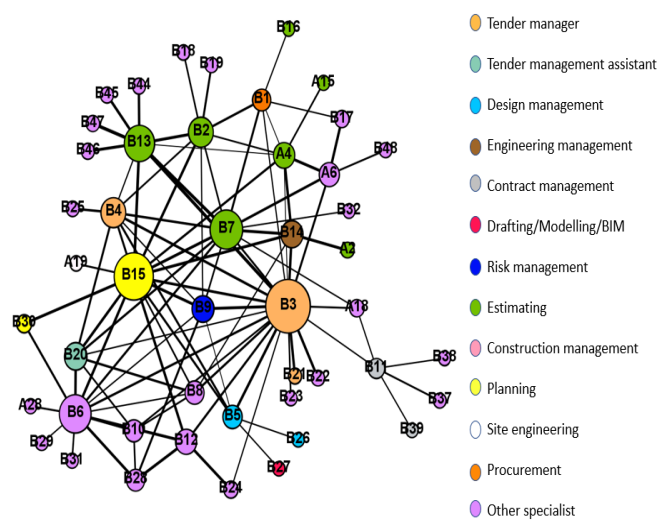 B16
B18
B19
A15
B44
B45
B1
B17
B47
B13
B2
B46
A4
B48
A6
B25
B4
B7
B32
B14
A2
A19
B15
B3
B9
A18
B30
B20
B11
B38
B21
B22
B8
B23
A28
B6
B5
B37
B10
B29
B12
B26
B39
B31
B27
B28
B24
Tender manager
Tender management assistant
Design management
Engineering management
Contract management
Drafting/Modelling/BIM
Risk management
Estimating
Construction management
Planning
Site engineering
Procurement
Other specialist